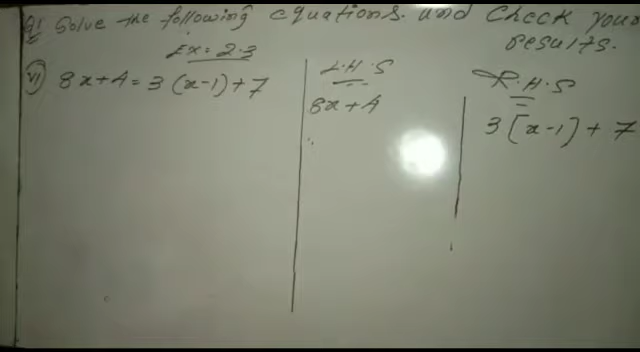 Q1 Solve the following equations. and Check your
results.
Ex = 2.3
vi) 8x+4=3(x-1)+7
L.H.S
8x+4
R.H.S
3(x-1)+7